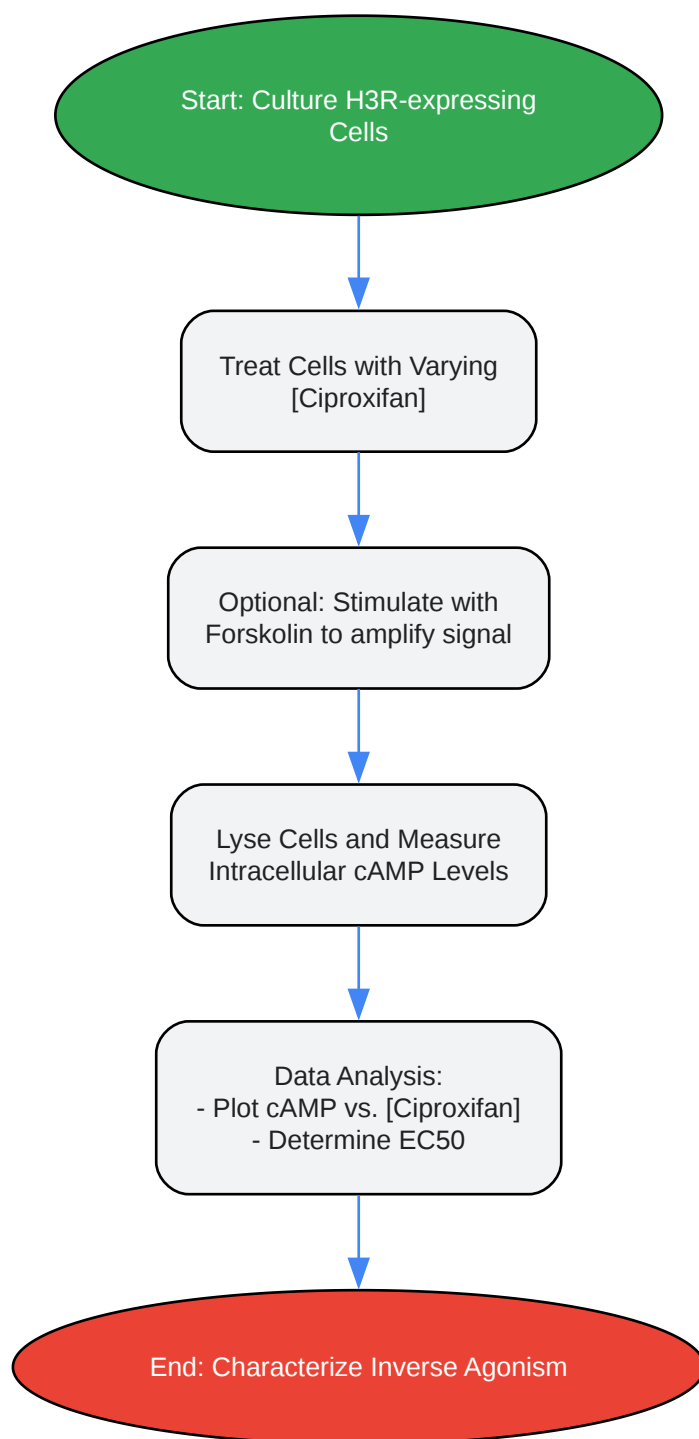 Start: Culture H3R-expressing
Cells
Treat Cells with Varying
[Ciproxifan]
Optional: Stimulate with
Forskolin to amplify signal
Lyse Cells and Measure
Intracellular cAMP Levels
Data Analysis:
- Plot cAMP vs. [Ciproxifan]
- Determine EC50
End: Characterize Inverse Agonism